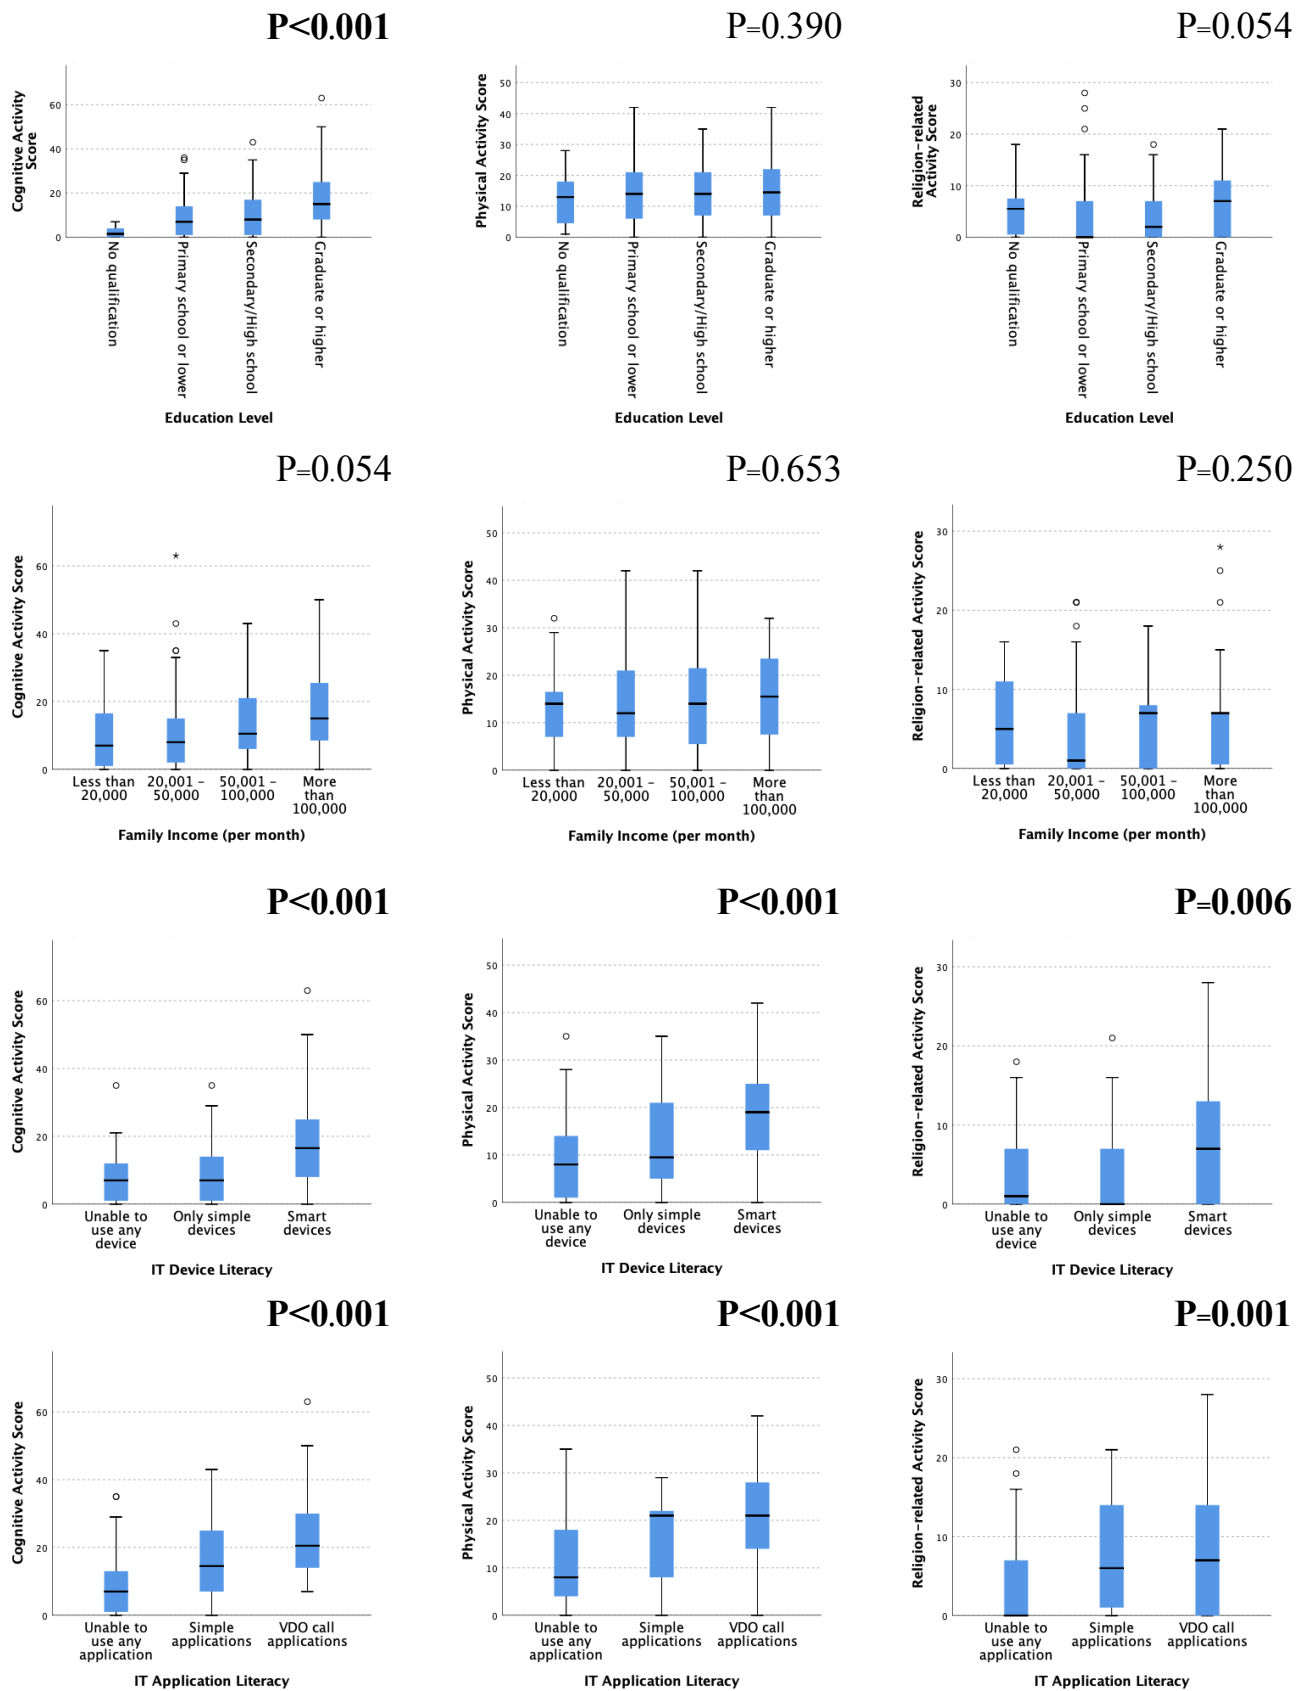 P<0.001
P=0.390
P=0.054
Cognitive Activity
Score
60
40
20
0
No qualification
Primary school or lower
Secondary/High school
Graduate or higher
Education Level
Physical Activity Score
50
40
30
20
10
0
No qualification
Primary school or lower
Secondary/High school
Graduate or higher
Education Level
Religion-related
Activity Score
30
20
10
0
No qualification
Primary school or lower
Secondary/High school
Graduate or higher
Education Level
P=0.054
P=0.653
P=0.250
Cognitive Activity Score
60
40
20
0
Less than
20,000
20,001 –
50,000
50,001 –
100,000
More
than
100,000
Family Income (per month)
Physical Activity Score
50
40
30
20
10
0
Less than
20,000
20,001 –
50,000
50,001 –
100,000
More
than
100,000
Family Income (per month)
Religion-related Activity Score
30
20
10
0
Less than
20,000
20,001 –
50,000
50,001 –
100,000
More
than
100,000
Family Income (per month)
P<0.001
P<0.001
P=0.006
Cognitive Activity Score
60
40
20
0
Unable to
use any
device
Only simple
devices
Smart
devices
IT Device Literacy
Physical Activity Score
50
40
30
20
10
0
Unable to
use any
device
Only simple
devices
Smart
devices
IT Device Literacy
Religion-related Activity Score
30
20
10
0
Unable to
use any
device
Only simple
devices
Smart
devices
IT Device Literacy
P<0.001
P<0.001
P=0.001
Cognitive Activity Score
60
40
20
0
Unable to
use any
application
Simple
applications
VDO call
applications
IT Application Literacy
Physical Activity Score
50
40
30
20
10
0
Unable to
use any
application
Simple
applications
VDO call
applications
IT Application Literacy
Religion-related Activity Score
30
20
10
0
Unable to
use any
application
Simple
applications
VDO call
applications
IT Application Literacy